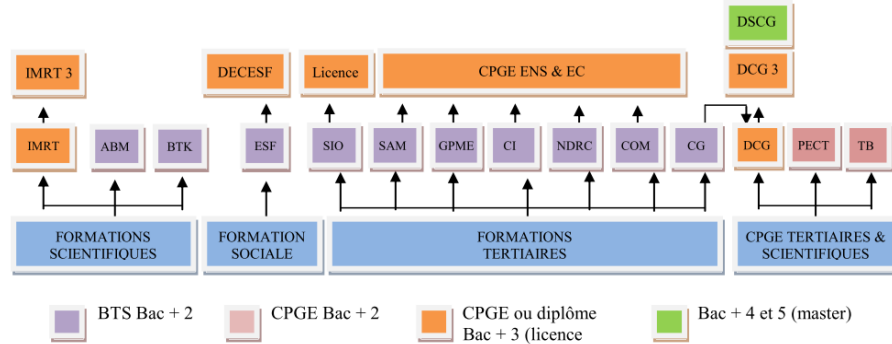 DSCG
IMRT 3
DECESF
Licence
CPGE ENS & EC
DCG 3
IMRT
ABM
BTK
ESF
SIO
SAM
GPME
CI
NDRC
COM
CG
DCG
PECT
TB
FORMATIONS
SCIENTIFIQUES
FORMATION
SOCIALE
FORMATIONS
TERTIAIRES
CPGE TERTIAIRES &
SCIENTIFIQUES
BTS Bac + 2
CPGE Bac + 2
CPGE ou diplôme
Bac + 3 (licence
Bac + 4 et 5 (master)